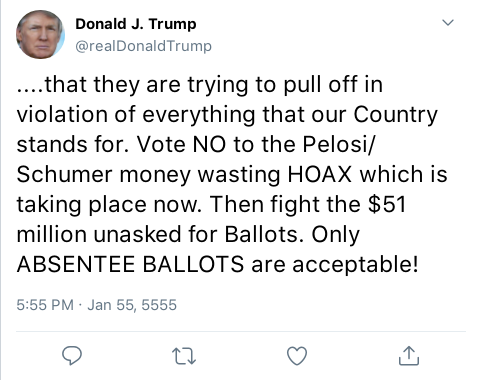 Donald J. Trump
@realDonaldTrump
....that they are trying to pull off in
violation of everything that our Country
stands for. Vote NO to the Pelosi/
Schumer money wasting HOAX which is
taking place now. Then fight the $51
million unasked for Ballots. Only
ABSENTEE BALLOTS are acceptable!
5:55 PM · Jan 55, 5555